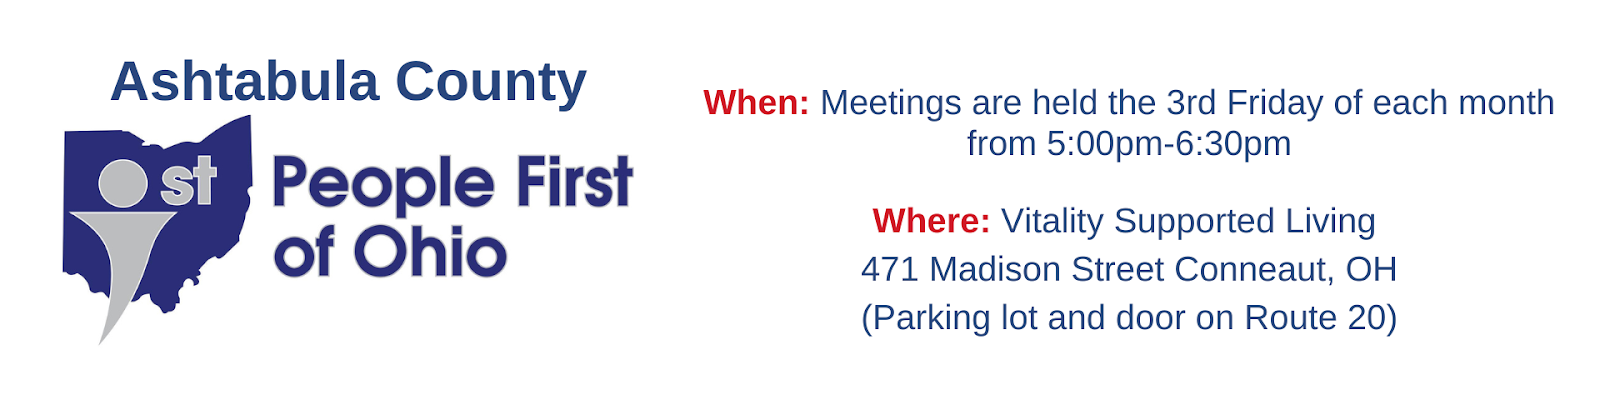 Ashtabula County
st
People First
of Ohio
When: Meetings are held the 3rd Friday of each month
from 5:00pm-6:30pm
Where: Vitality Supported Living
471 Madison Street Conneaut, OH
(Parking lot and door on Route 20)